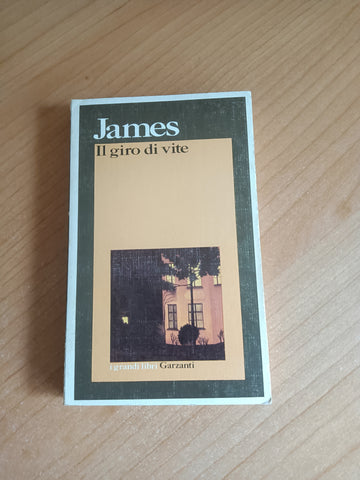 James
Il giro di vite
i grandi libri Garzanti